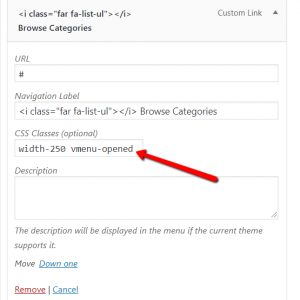 <i class="far fa-list-ul"></i>
Custom Link
Browse Categories
URL
#
Navigation Label
<i class="far fa-list-ul"></i> Browse Categories
CSS Classes (optional)
width-250 vmenu-opened
Description
The description will be displayed in the menu if the current theme
supports it.
Move Down one
Remove | Cancel